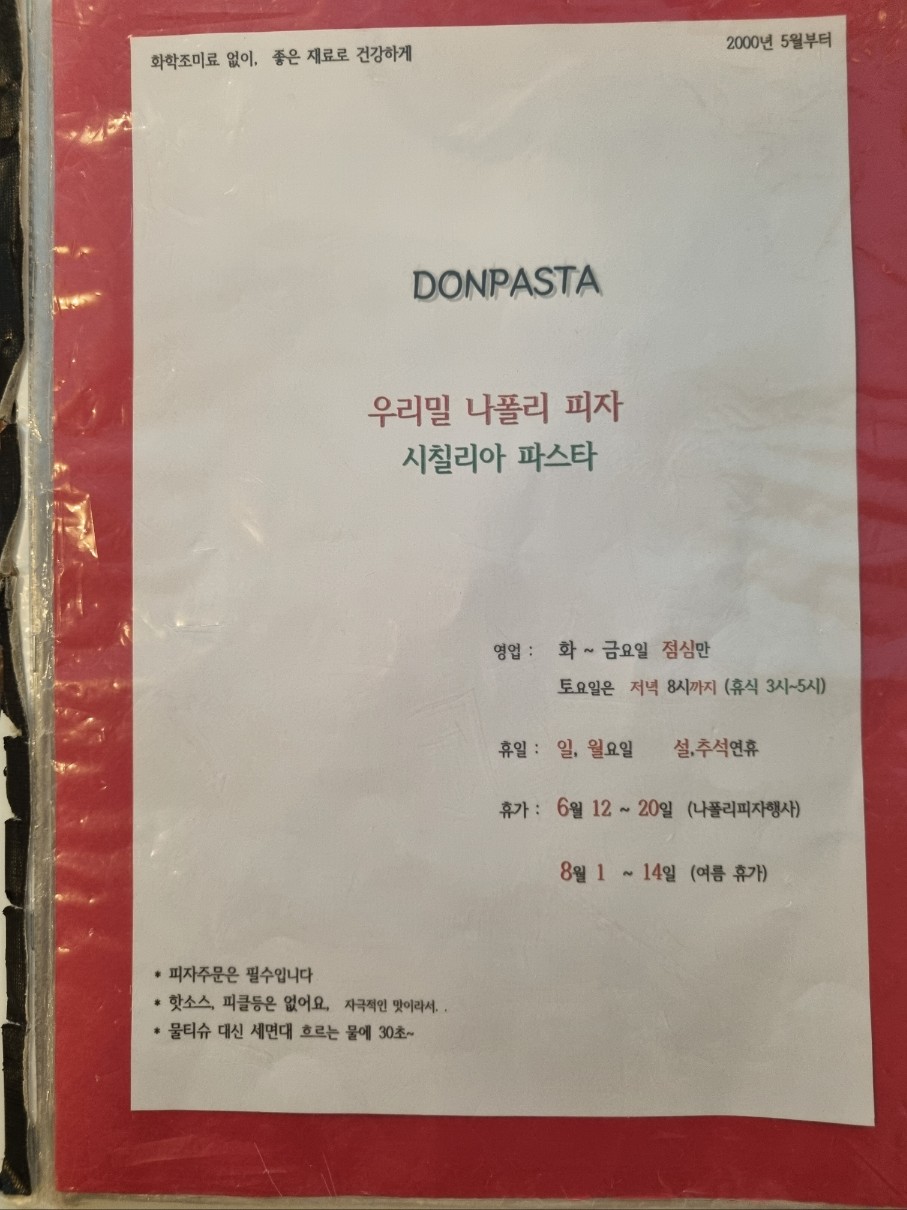 화학조미료 없이, 좋은 재료로 건강하게
2000년 5월부터
DONPASTA
우리밀 나폴리 피자
시칠리아 파스타
영업 : 화 ~ 금요일 점심만
토요일은 저녁 8시까지 (휴식 3시~5시)
휴일 : 일, 월요일 설,추석연휴
휴가 : 6월 12 ~ 20일 (나폴리피자행사)
8월 1 ~ 14일 (여름 휴가)
* 피자주문은 필수입니다
* 핫소스, 피클등은 없어요, 자극적인 맛이라서. .
* 물티슈 대신 세면대 흐르는 물에 30초~